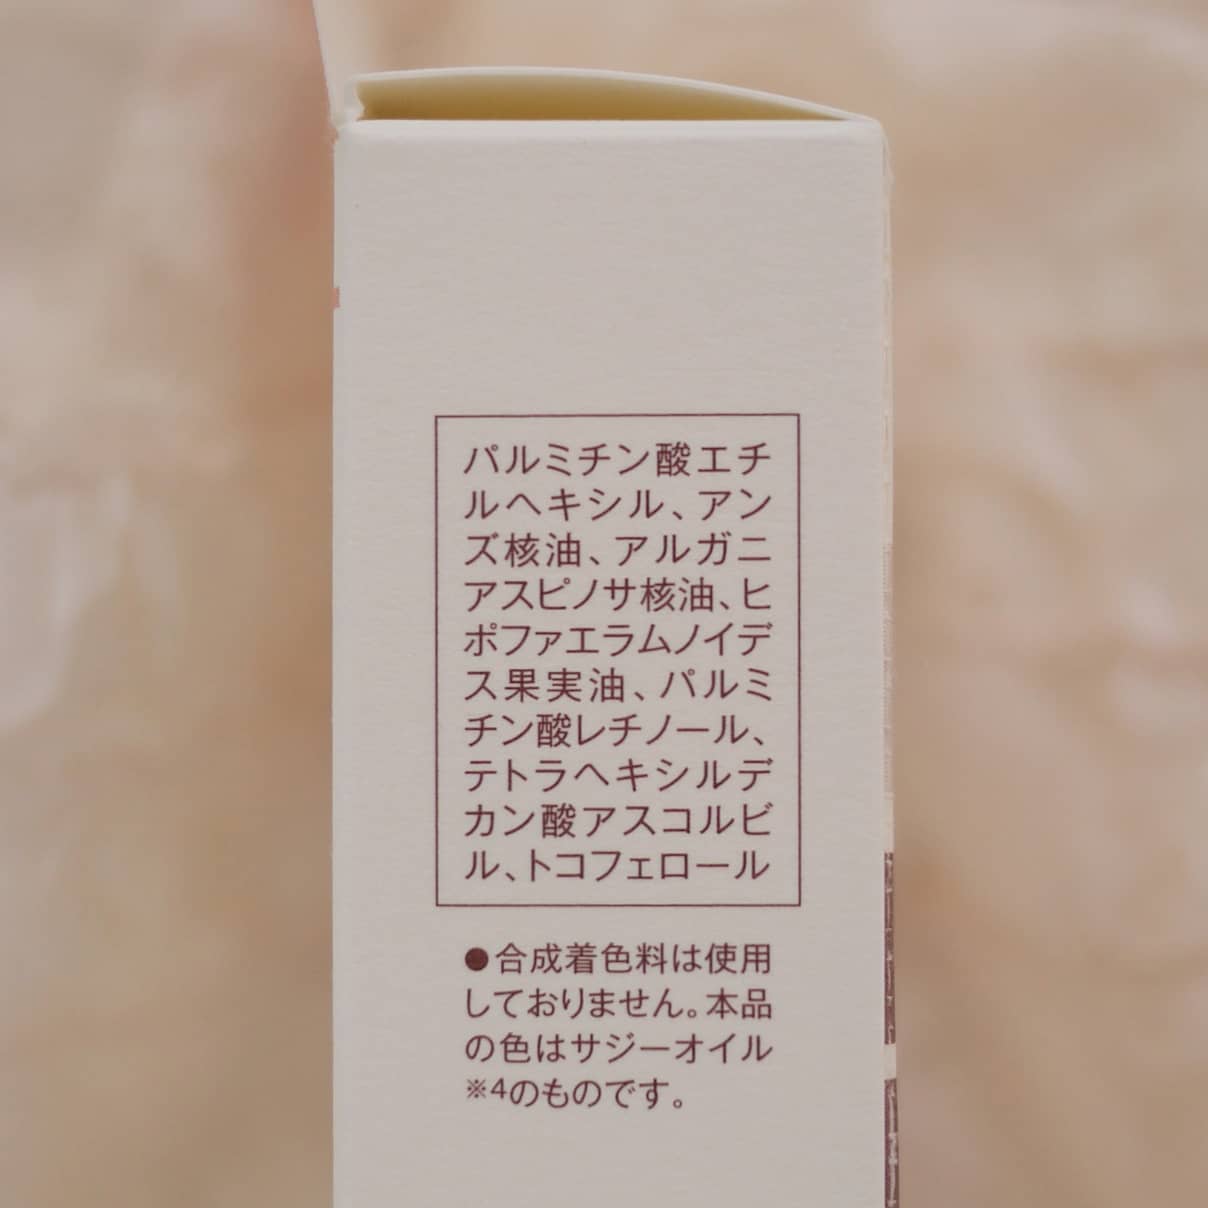 パルミチン酸エチ
ルヘキシル、アン
ズ核油、アルガニ
アスピノサ核油、ヒ
ポファエラムノイデ
ス果実油、パルミ
チン酸レチノール、
テトラヘキシルデ
カン酸アスコルビ
ル、トコフェロール
●合成着色料は使用
しておりません。本品
の色はサジーオイル
※4のものです。